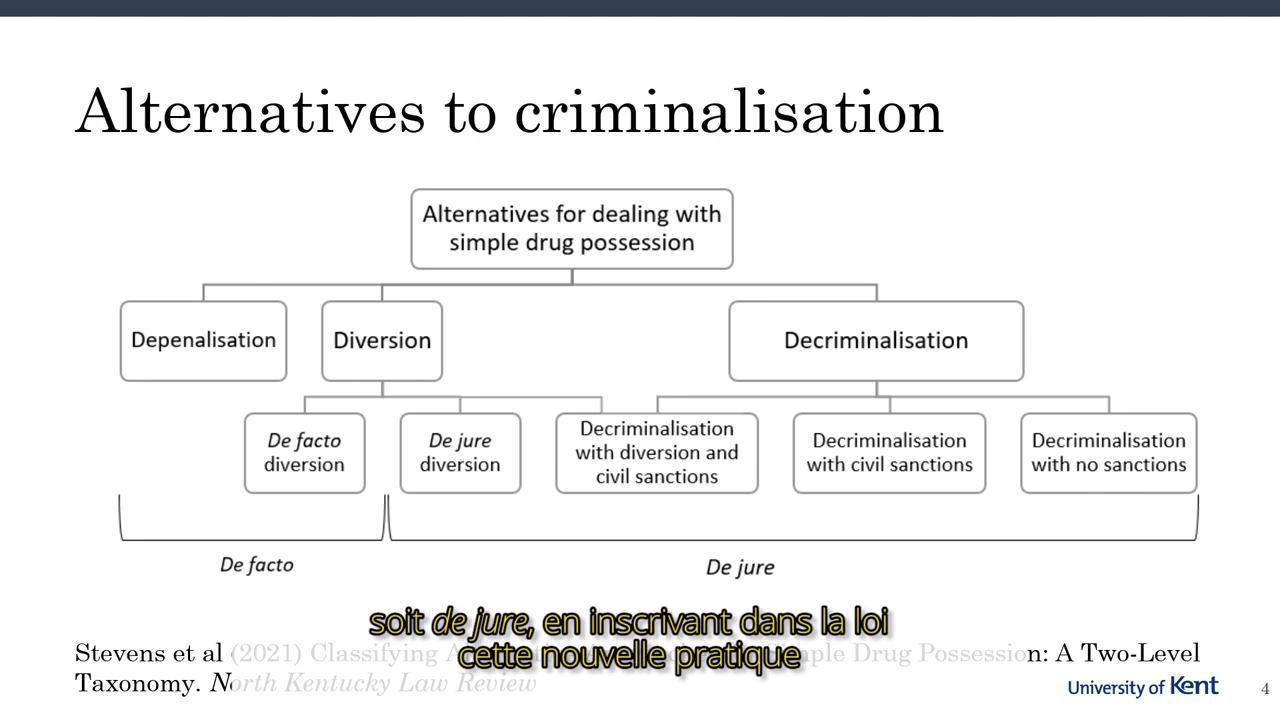 Alternatives to criminalisation
Alternatives for dealing with
simple drug possession
Depenalisation
Diversion
Decriminalisation
De facto
diversion
De jure
diversion
Decriminalisation
with diversion and
civil sanctions
Decriminalisation
with civil sanctions
Decriminalisation
with no sanctions
De facto
De jure
soit de jure, en inscrivant dans la loi
cette nouvelle pratique
Stevens et al (2021) Classifying ple Drug Possession: A Two-Level
Taxonomy. North Kentucky Law Review
University of Kent
4